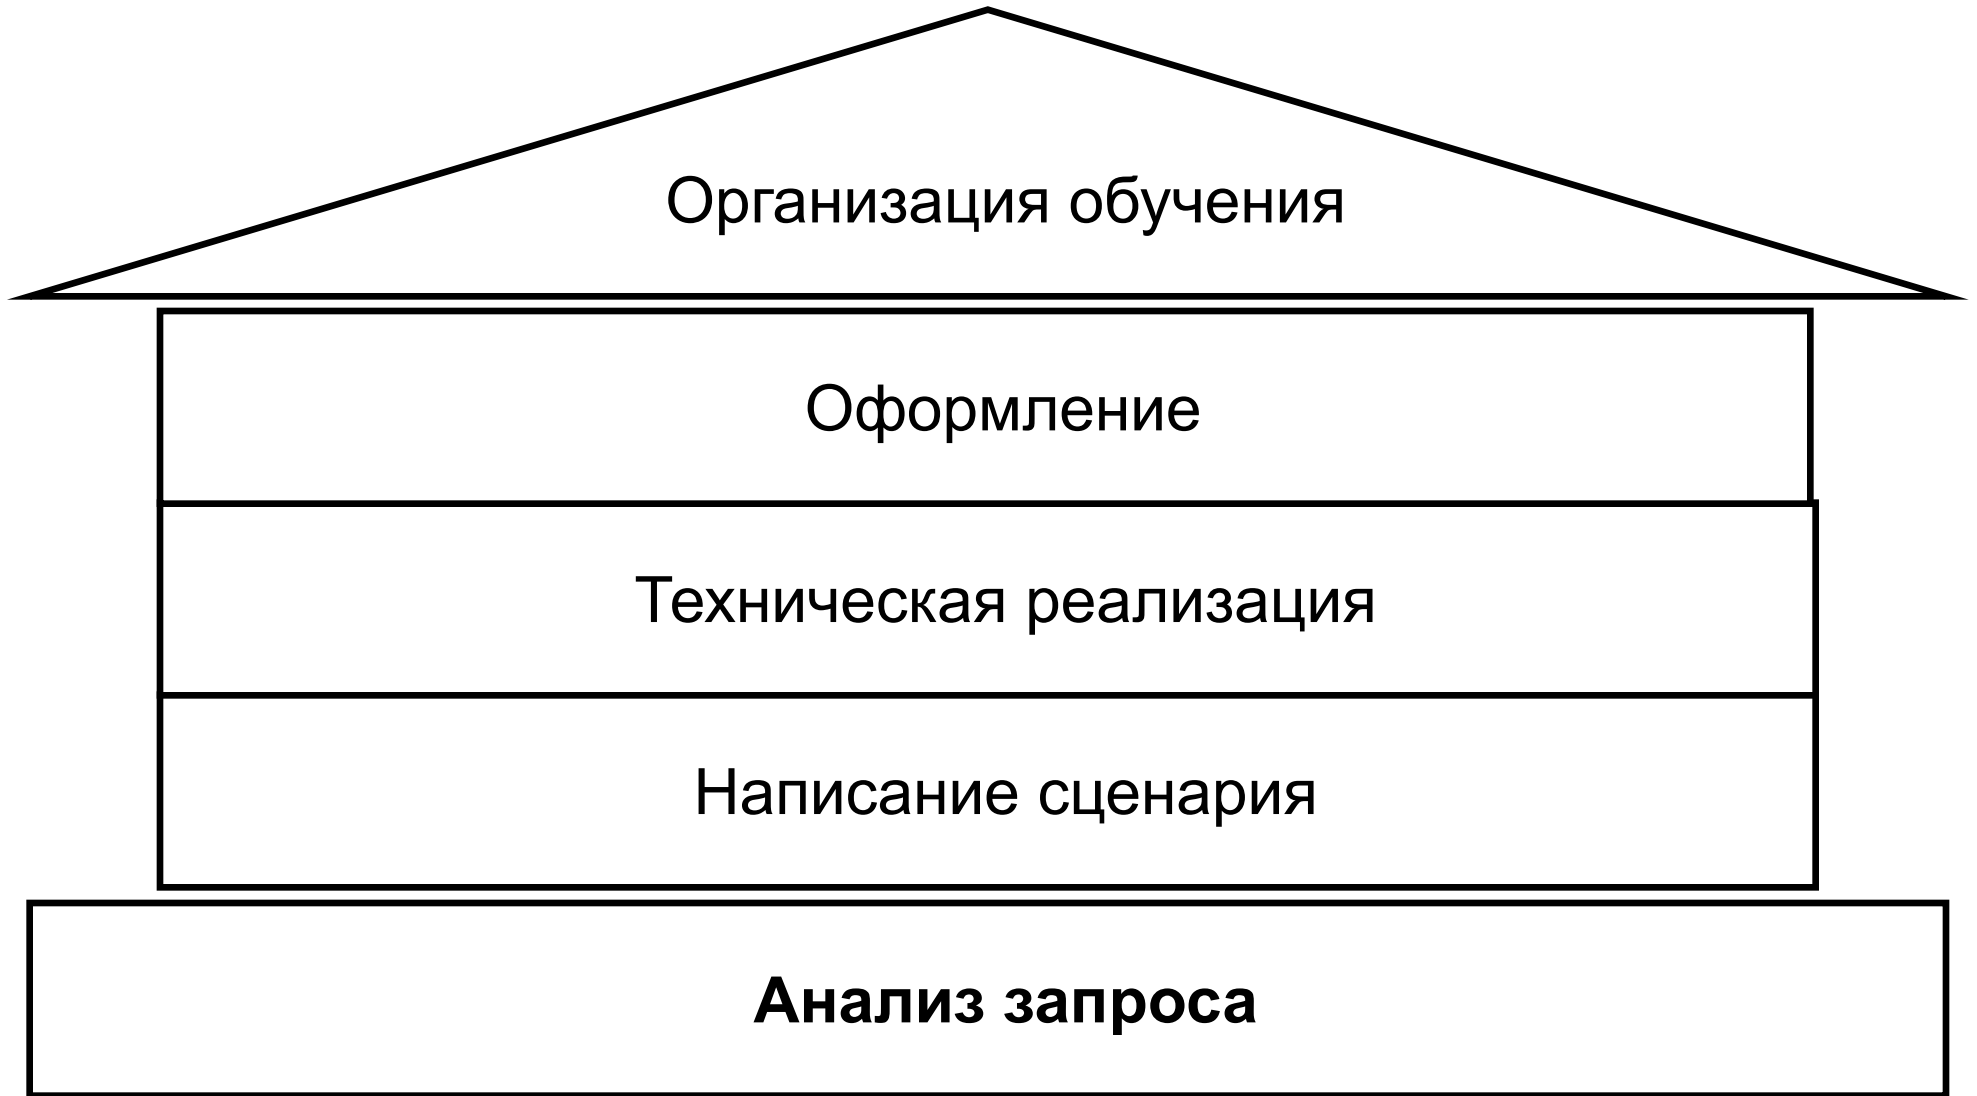 Организация обучения
Оформление
Техническая реализация
Написание сценария
Анализ запроса